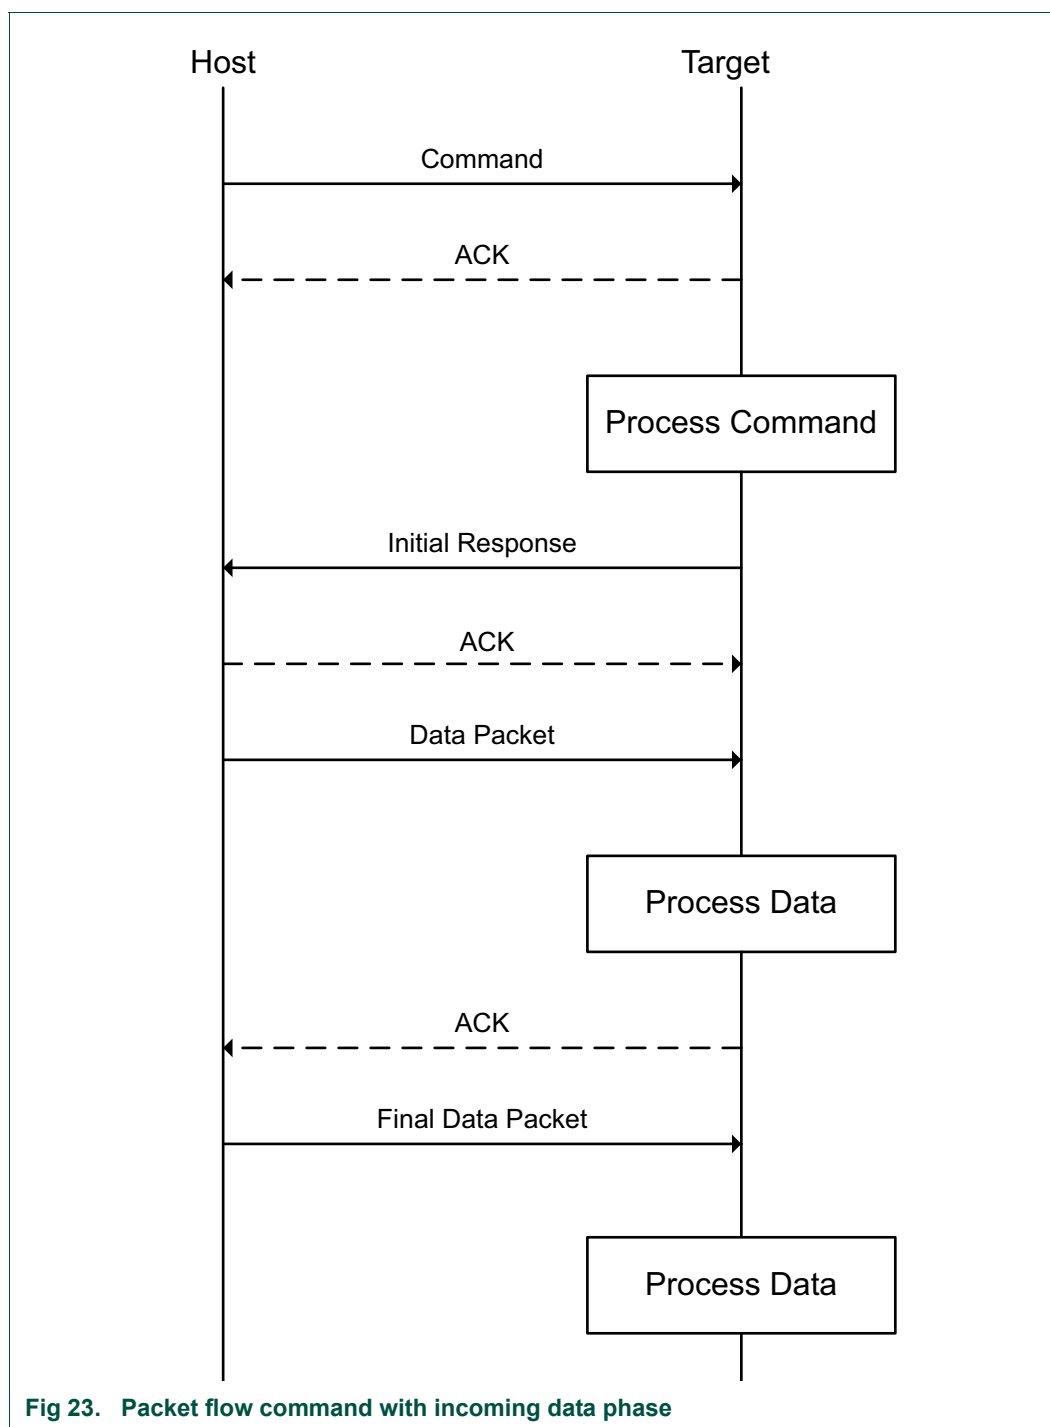 Host
Target
Command
ACK
Process Command
Initial Response
ACK
Data Packet
Process Data
ACK
Final Data Packet
Process Data
Fig 23. Packet flow command with incoming data phase